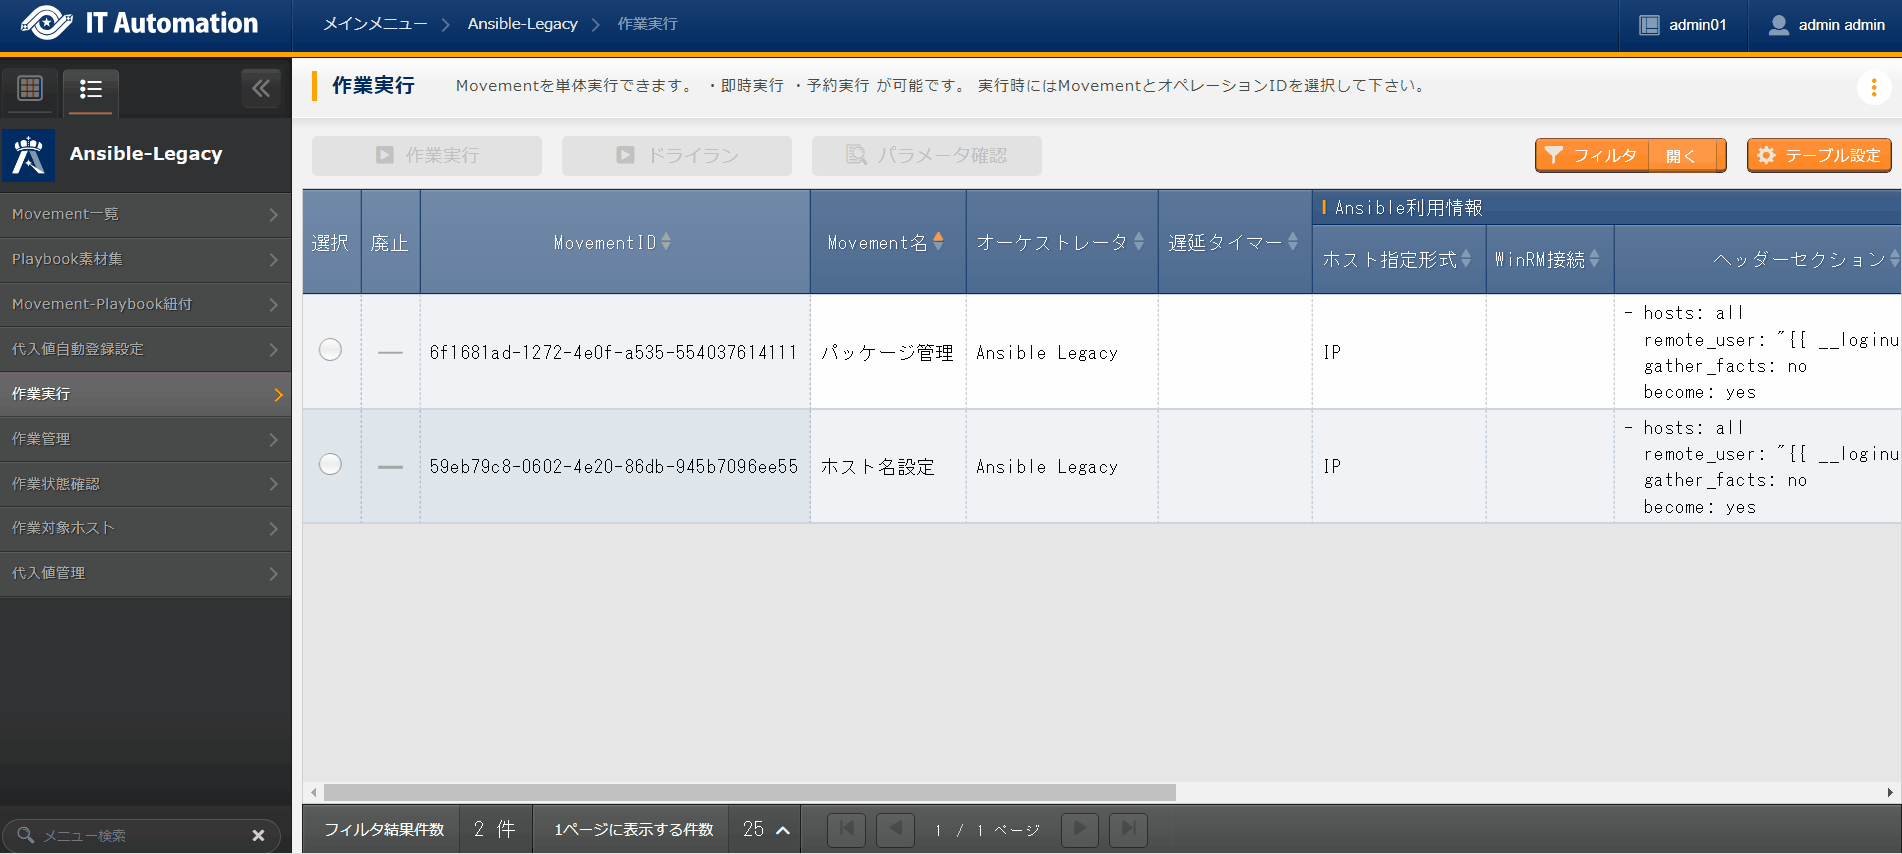 IT Automation
メインメニュー
Ansible-Legacy
作業実行
admin01
admin admin
作業実行
Movementを単体実行できます。 ・即時実行 ・予約実行 が可能です。 実行時にはMovementとオペレーションIDを選択して下さい。
Ansible-Legacy
Movement一覧
Playbook素材集
Movement-Playbook紐付
代入値自動登録設定
作業実行
作業管理
作業状態確認
作業対象ホスト
代入値管理
メニュー検索
作業実行
ドライラン
パラメータ確認
フィルタ
開く
テーブル設定
選択
廃止
MovementID
Movement名
オーケストレータ
遅延タイマー
Ansible利用情報
ホスト指定形式
WinRM接続
ヘッダーセクション
6f1681ad-1272-4e0f-a535-554037614111
パッケージ管理
Ansible Legacy
IP
- hosts: all
remote_user: "{{ __loginu
gather_facts: no
become: yes
59eb79c8-0602-4e20-86db-945b7096ee55
ホスト名設定
Ansible Legacy
IP
- hosts: all
remote_user: "{{ __loginu
gather_facts: no
become: yes
フィルタ結果件数
2 件
1ページに表示する件数
25
1 / 1 ページ